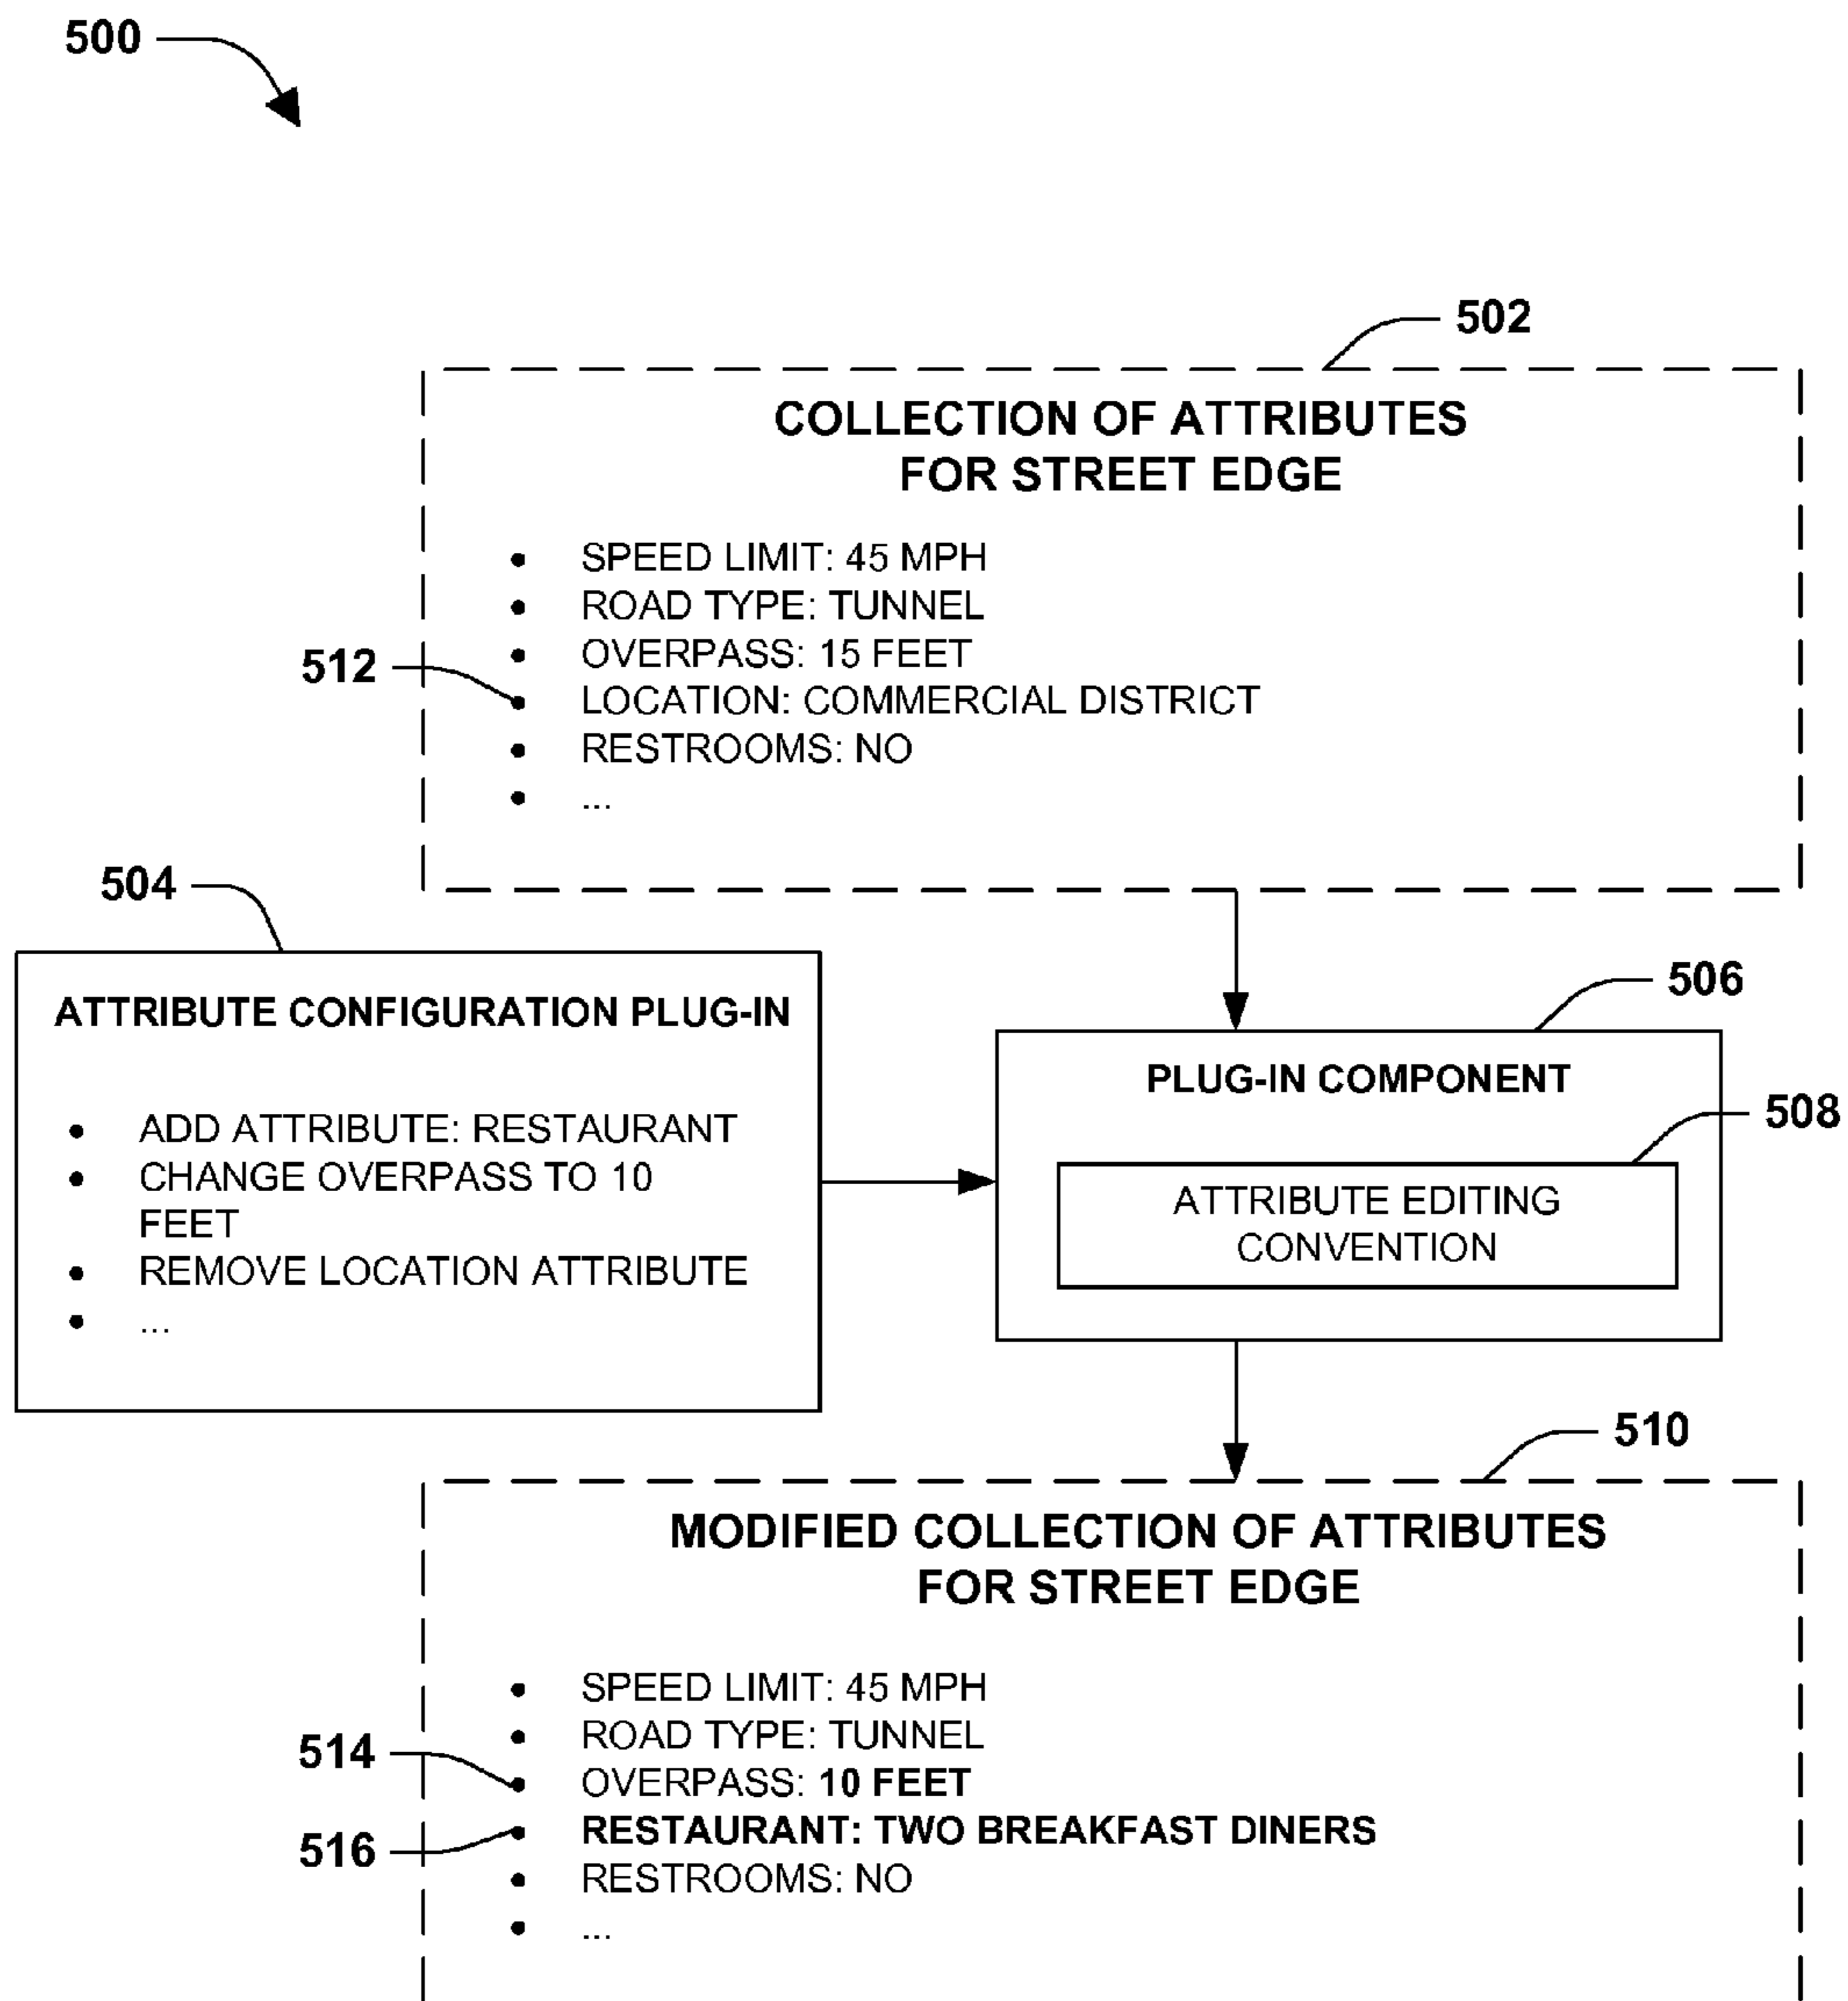 500
502
COLLECTION OF ATTRIBUTES
FOR STREET EDGE
• SPEED LIMIT: 45 MPH
• ROAD TYPE: TUNNEL
• OVERPASS: 15 FEET
512
• LOCATION: COMMERCIAL DISTRICT
• RESTROOMS: NO
• ...
504
ATTRIBUTE CONFIGURATION PLUG-IN
• ADD ATTRIBUTE: RESTAURANT
• CHANGE OVERPASS TO 10
FEET
• REMOVE LOCATION ATTRIBUTE
• ...
506
PLUG-IN COMPONENT
508
ATTRIBUTE EDITING
CONVENTION
510
MODIFIED COLLECTION OF ATTRIBUTES
FOR STREET EDGE
• SPEED LIMIT: 45 MPH
• ROAD TYPE: TUNNEL
514
• OVERPASS: 10 FEET
516
• RESTAURANT: TWO BREAKFAST DINERS
• RESTROOMS: NO
• ...